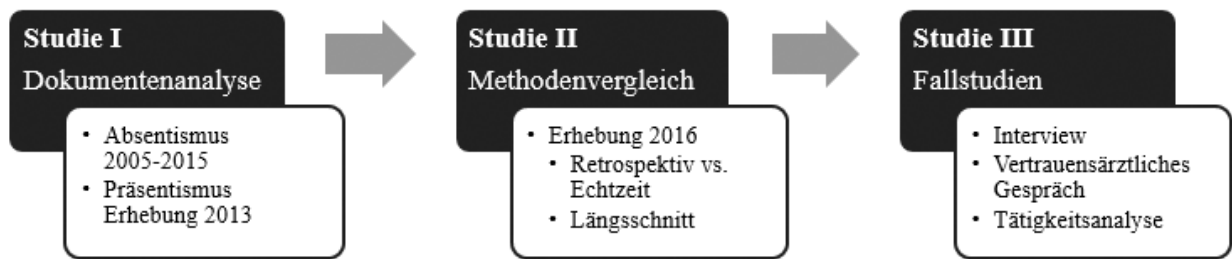 Studie I
Dokumentenanalyse
• Absentismus
2005-2015
• Präsentismus
Erhebung 2013
Studie II
Methodenvergleich
• Erhebung 2016
• Retrospektiv vs.
Echtzeit
• Längsschnitt
Studie III
Fallstudien
• Interview
• Vertrauensärztliches
Gespräch
• Tätigkeitsanalyse